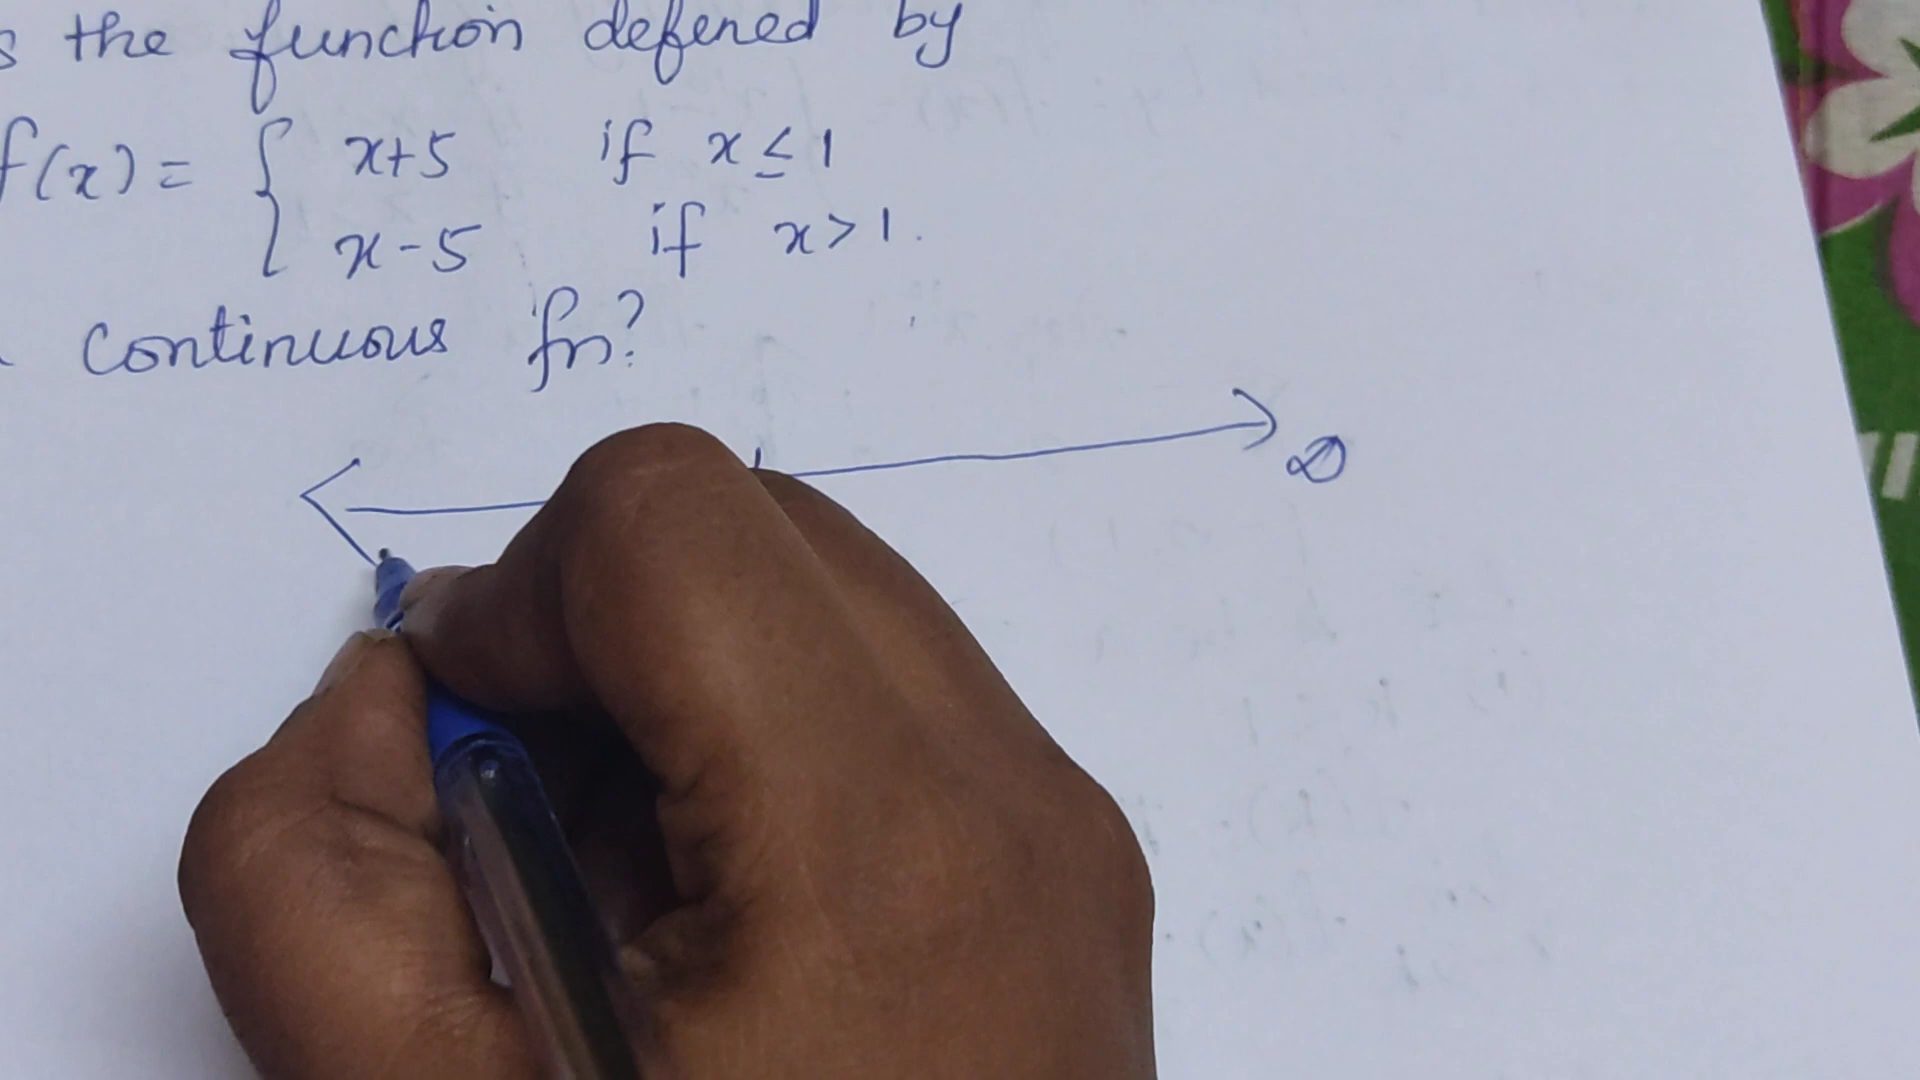 s the function defined by
f(x) = { x+5 if x ≤ 1
x-5 if x > 1.
continuous fn?
∞